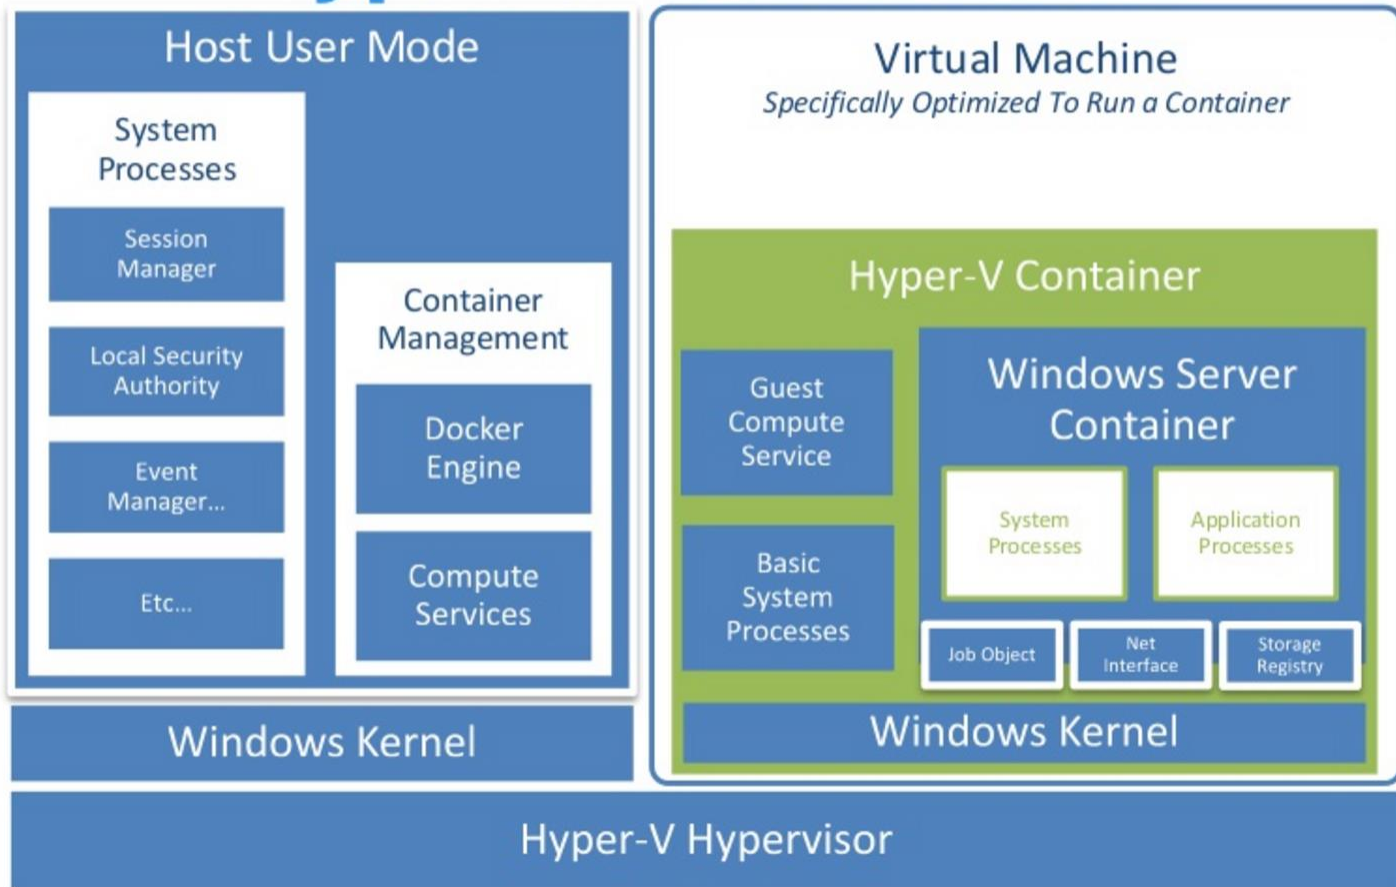 Host User Mode
System
Processes
Session
Manager
Local Security
Authority
Event
Manager...
Etc...
Container
Management
Docker
Engine
Compute
Services
Windows Kernel
Virtual Machine
Specifically Optimized To Run a Container
Hyper-V Container
Guest
Compute
Service
Basic
System
Processes
Windows Server
Container
System
Processes
Application
Processes
Job Object
Net
Interface
Storage
Registry
Windows Kernel
Hyper-V Hypervisor